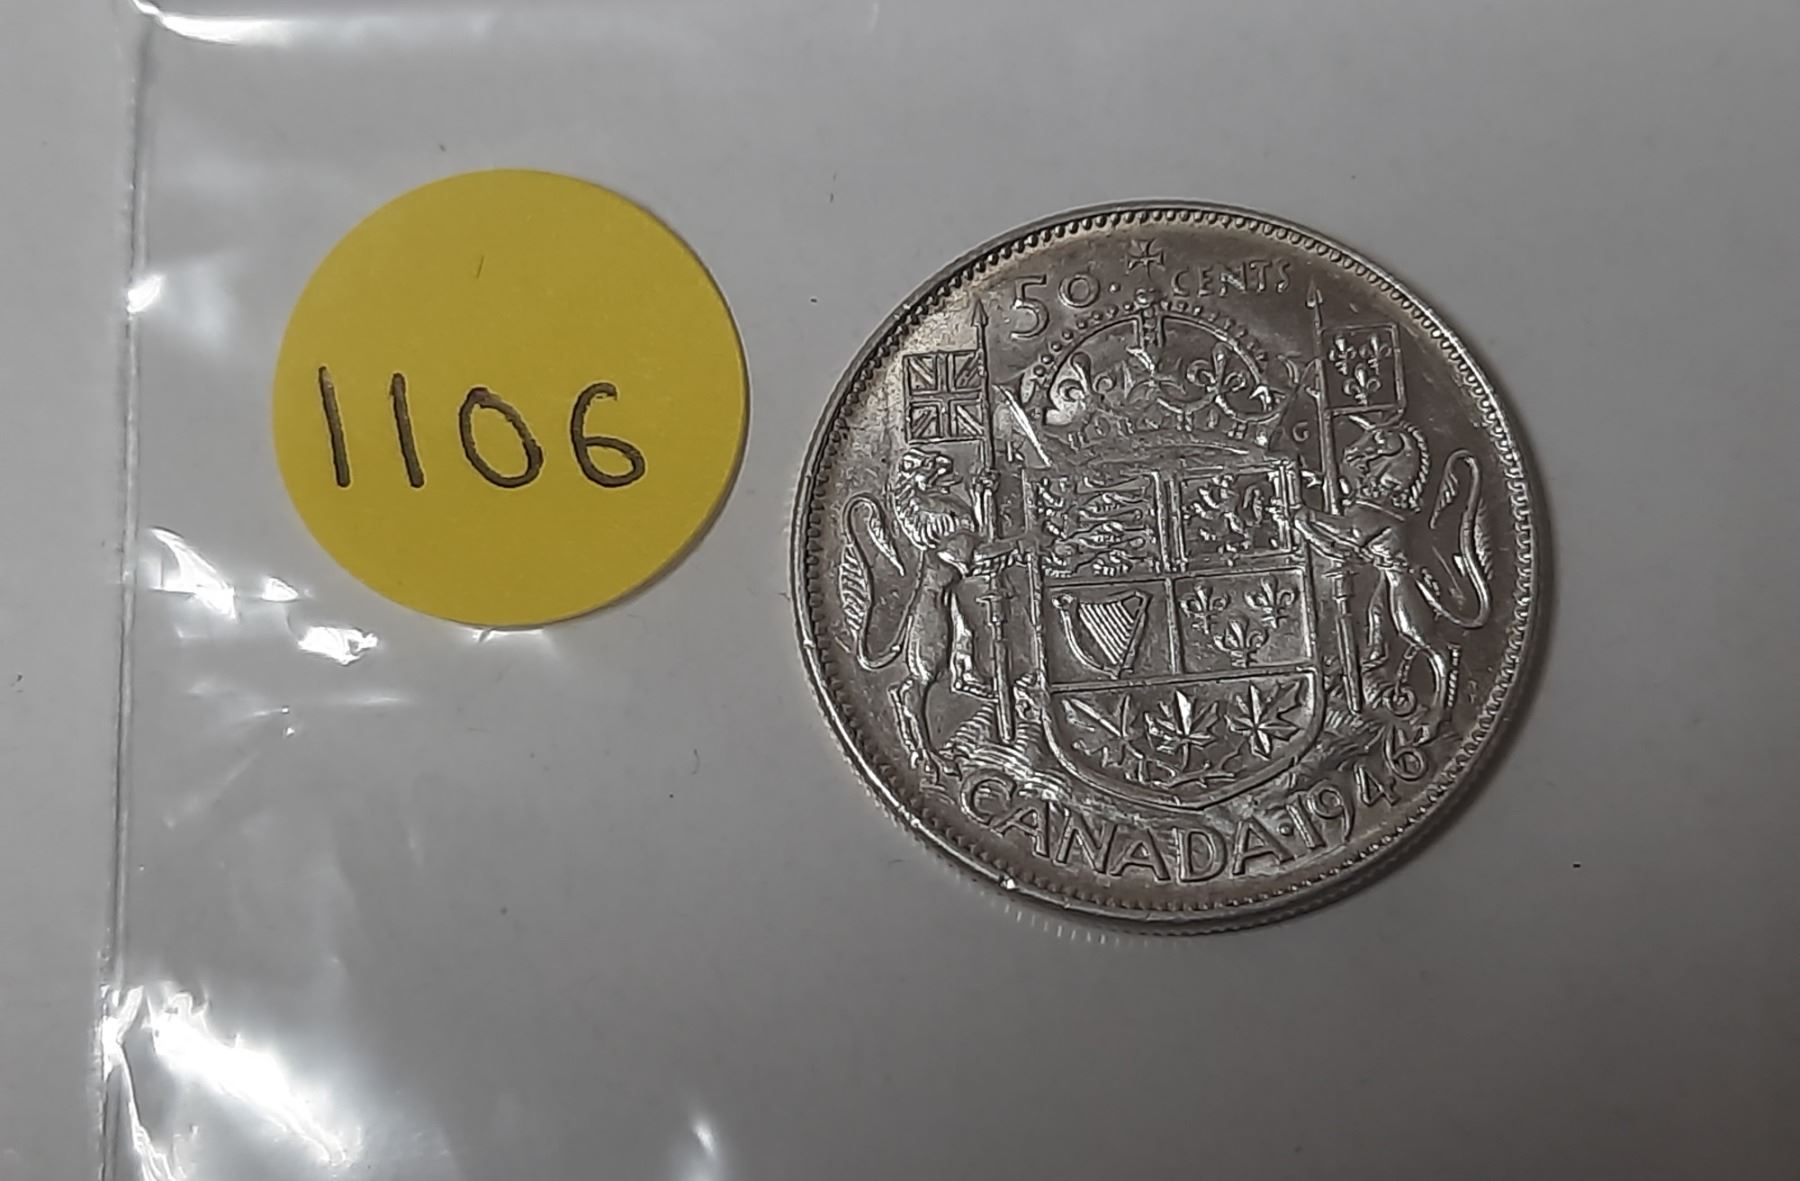 1106
50 · CENTS
K G
CANADA · 1946